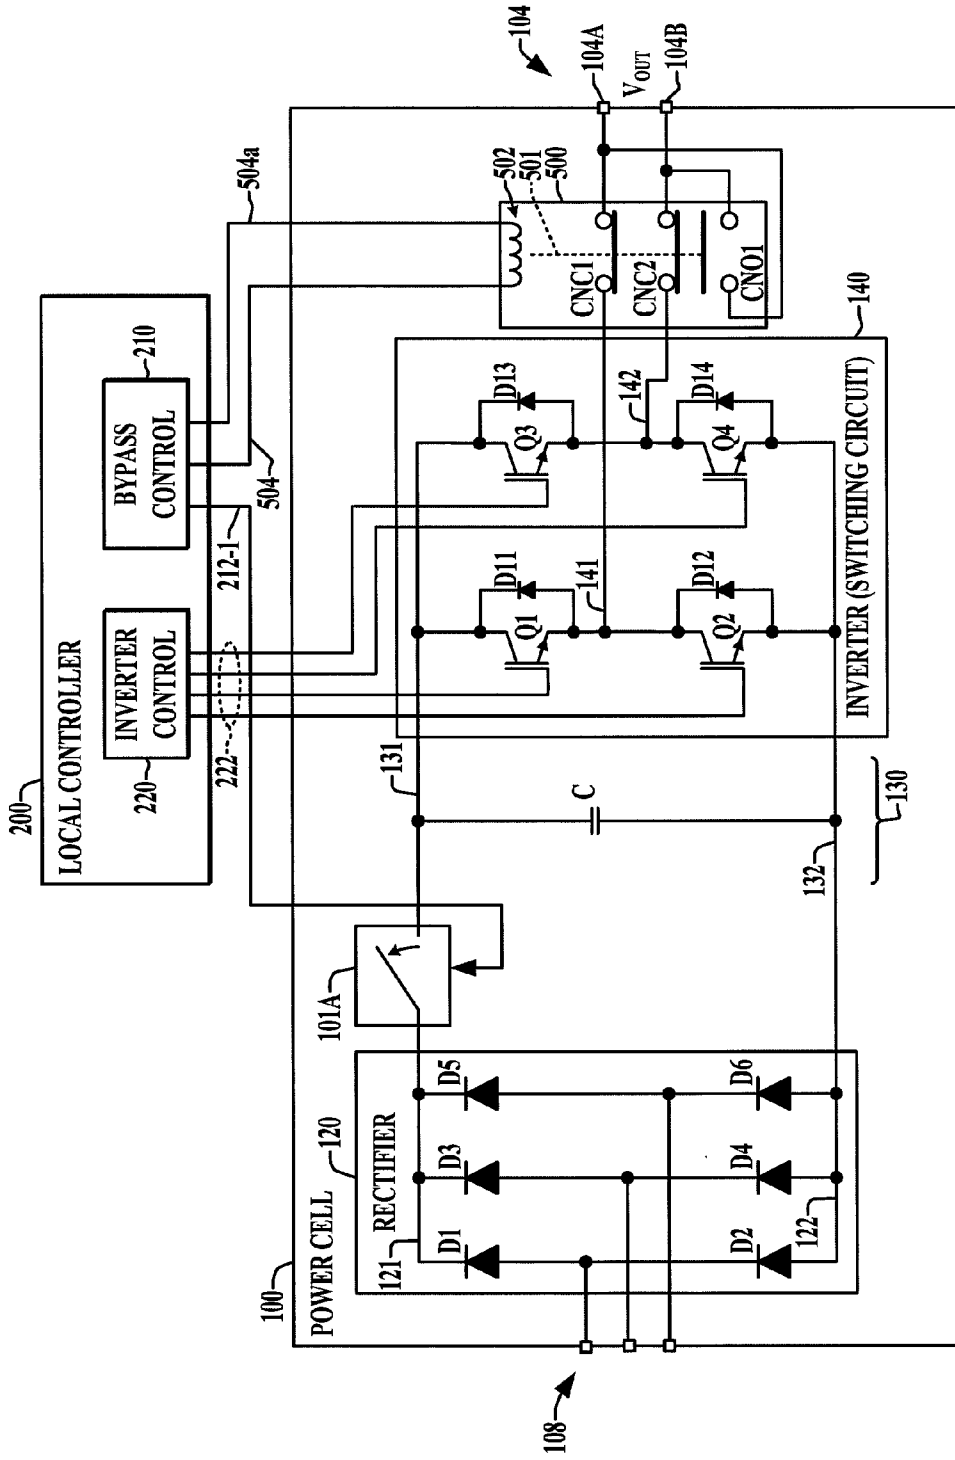 200
LOCAL CONTROLLER
INVERTER CONTROL
220
222
BYPASS CONTROL
210
212-1
504
504a
100
POWER CELL
108
120
RECTIFIER
121
122
D1
D3
D5
D2
D4
D6
101A
131
132
C
130
D11
Q1
D13
Q3
141
142
D12
Q2
D14
Q4
INVERTER (SWITCHING CIRCUIT)
140
502
501
500
CNC1
CNC2
CNO1
104
104A
VOUT
104B